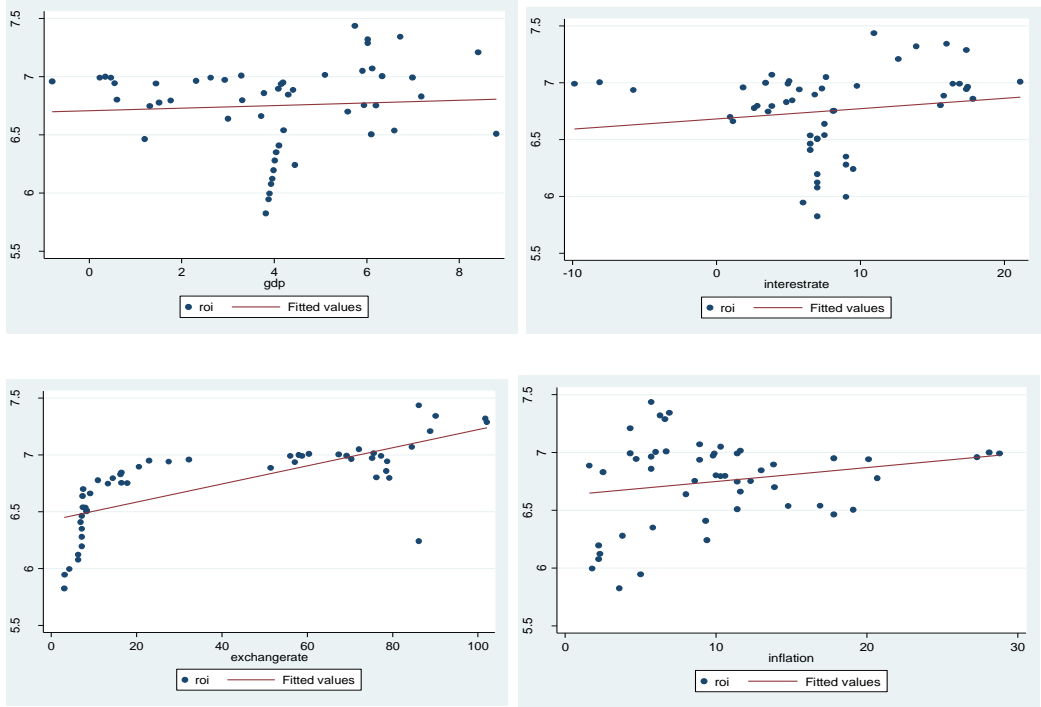 7.5
7
6.5
6
5.5
0 2 4 6 8
gdp
roi Fitted values
7.5
7
6.5
6
5.5
-10 0 10 20
interestrate
roi Fitted values
7.5
7
6.5
6
5.5
0 20 40 60 80 100
exchangerate
roi Fitted values
7.5
7
6.5
6
5.5
0 10 20 30
inflation
roi Fitted values